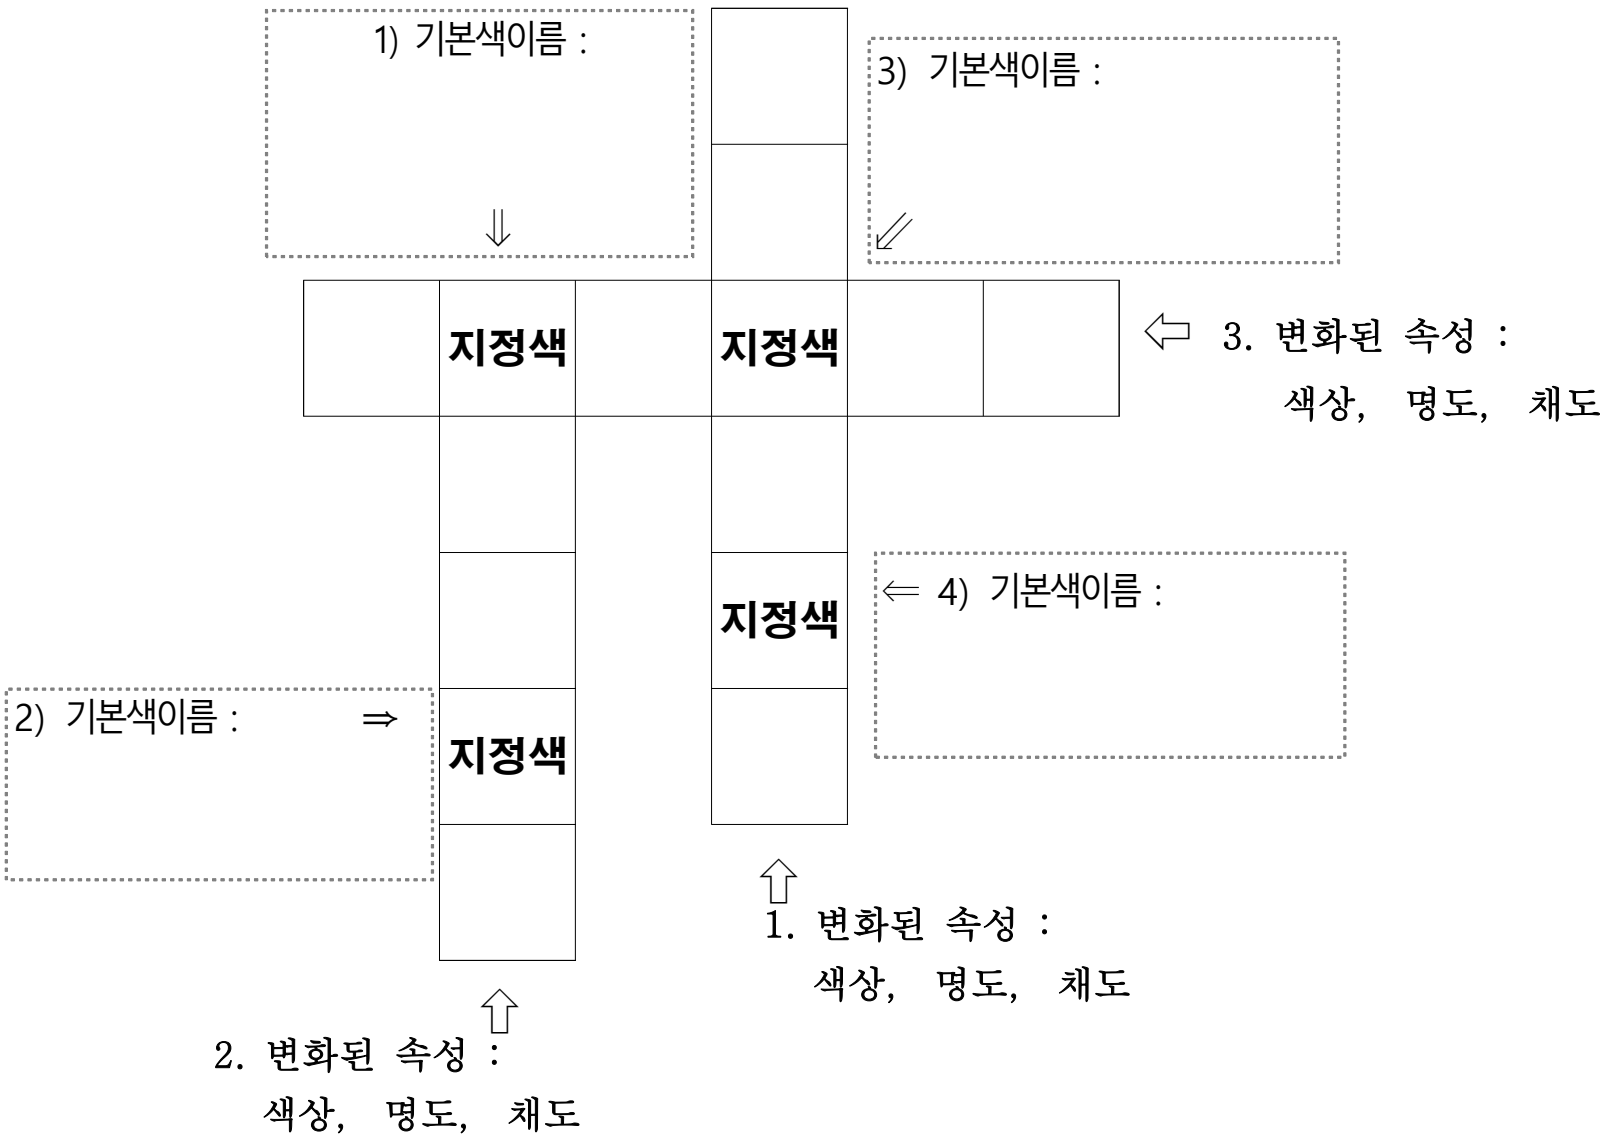 1) 기본색이름 :
3) 기본색이름 :
지정색
지정색
3. 변화된 속성 :
색상, 명도, 채도
지정색
4) 기본색이름 :
2) 기본색이름 :
지정색
1. 변화된 속성 :
색상, 명도, 채도
2. 변화된 속성 :
색상, 명도, 채도